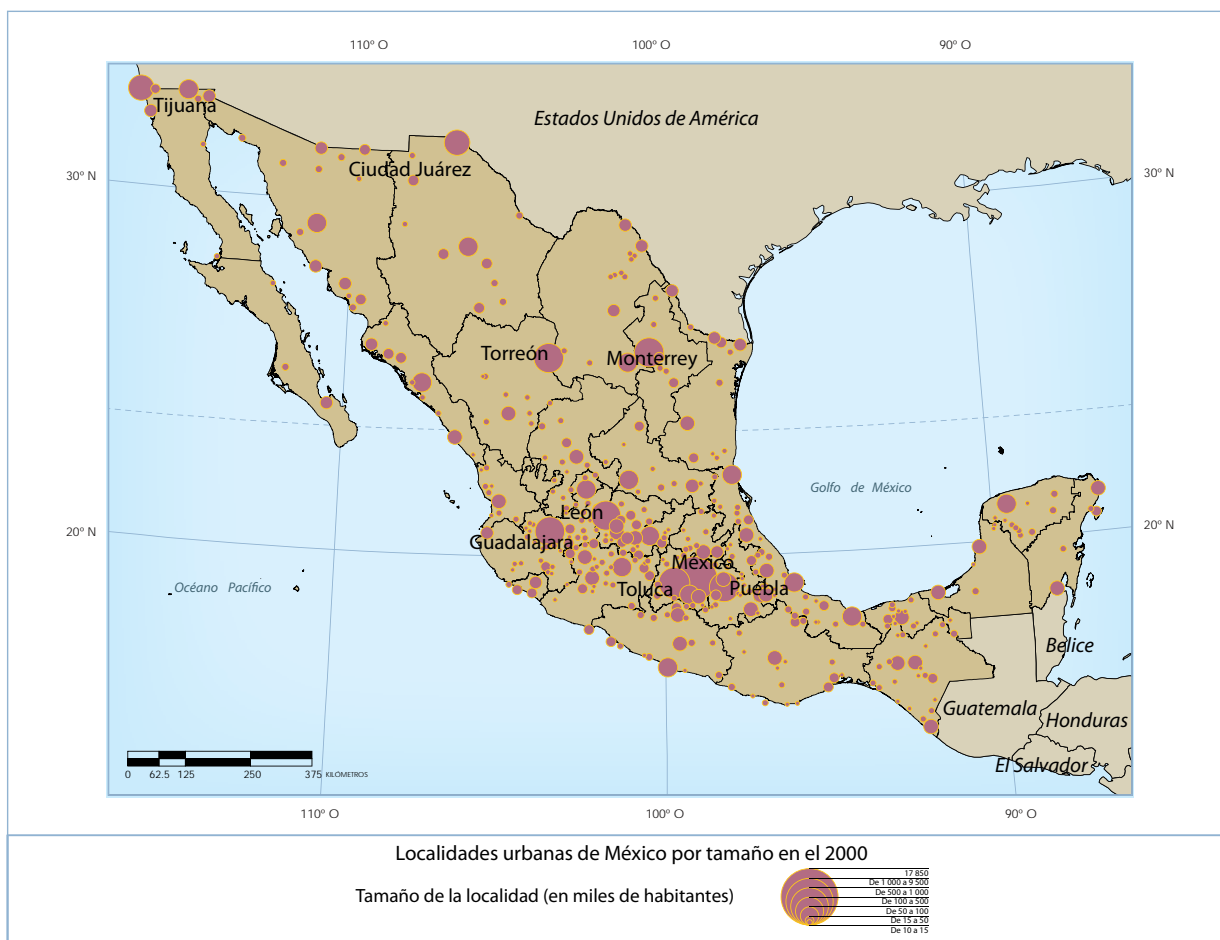 110º O
100º O
90º O
Estados Unidos de América
Tijuana
Ciudad Juárez
30º N
30º N
Torreón
Monterrey
Golfo de México
León
20º N
20º N
Guadalajara
México
Océano Pacífico
Toluca
Puebla
Belice
Guatemala
Honduras
El Salvador
0 62.5 125 250 375 KILÓMETROS
110º O
100º O
90º O
Localidades urbanas de México por tamaño en el 2000
Tamaño de la localidad (en miles de habitantes)
17 850
De 1 000 a 9 500
De 500 a 1 000
De 100 a 500
De 50 a 100
De 15 a 50
De 10 a 15